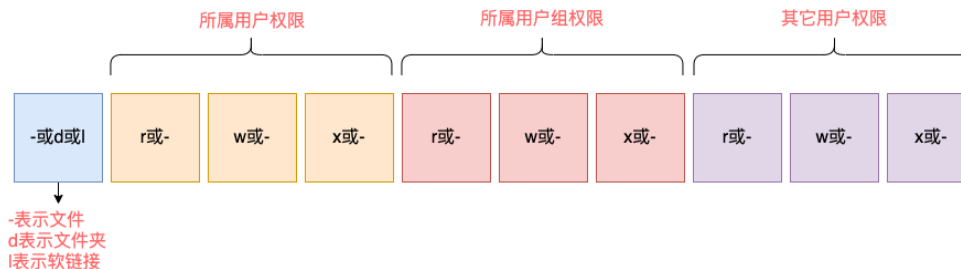 所属用户权限
所属用户组权限
其它用户权限
-或d或l
r或-
w或-
x或-
r或-
w或-
x或-
r或-
w或-
x或-
-表示文件
d表示文件夹
l表示软链接